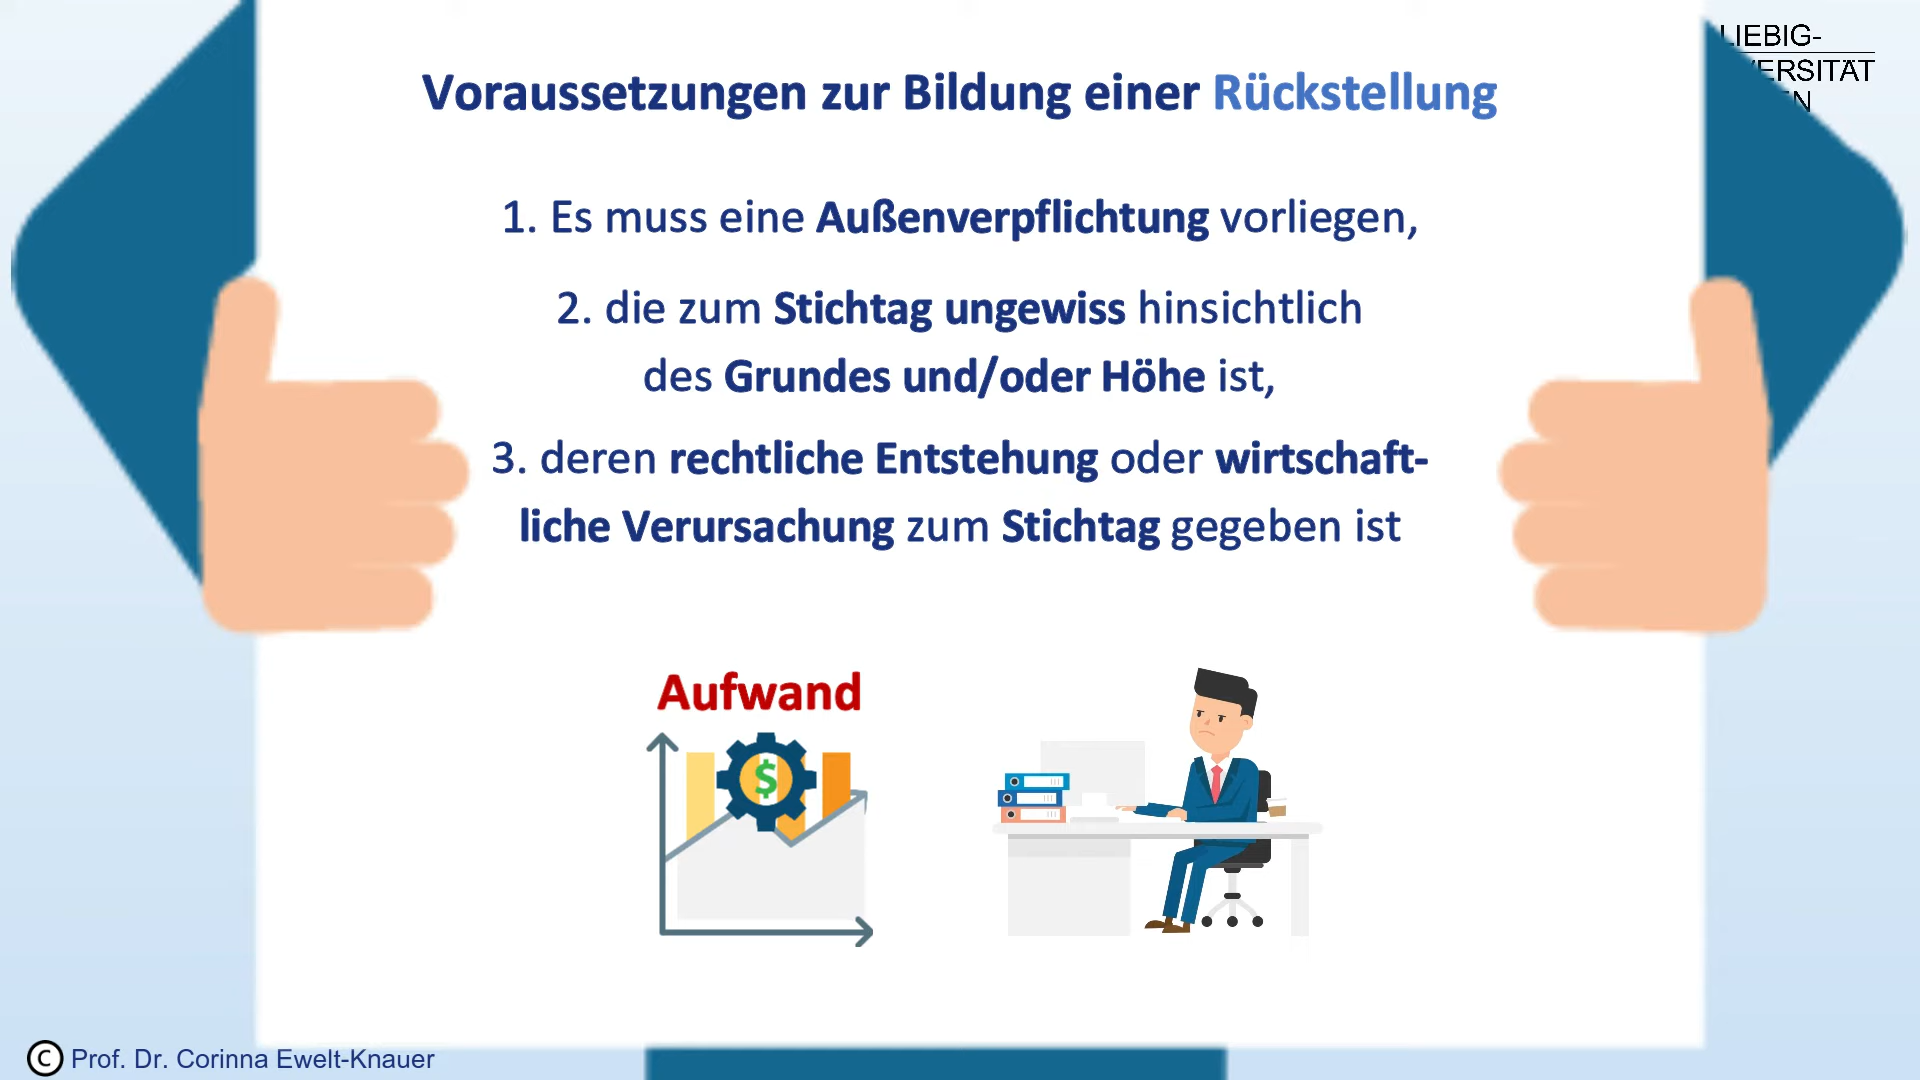 LIEBIG-
Voraussetzungen zur Bildung einer Rückstellung
1. Es muss eine Außenverpflichtung vorliegen,
2. die zum Stichtag ungewiss hinsichtlich
des Grundes und/oder Höhe ist,
3. deren rechtliche Entstehung oder wirtschaft-
liche Verursachung zum Stichtag gegeben ist
Aufwand
$
© Prof. Dr. Corinna Ewelt-Knauer